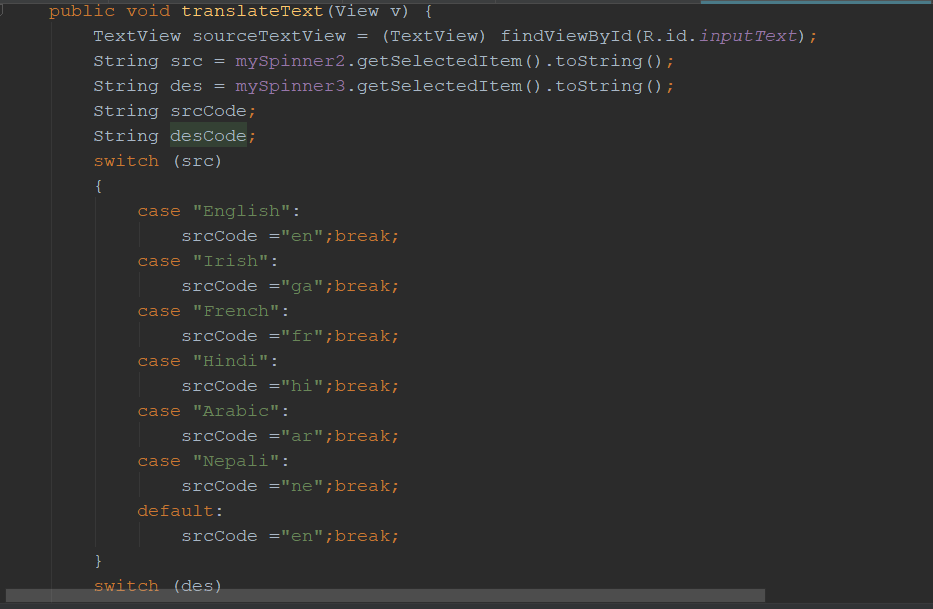 public void translateText(View v) {
TextView sourceTextView = (TextView) findViewById(R.id.inputText);
String src = mySpinner2.getSelectedItem().toString();
String des = mySpinner3.getSelectedItem().toString();
String srcCode;
String desCode;
switch (src)
{
case "English":
srcCode ="en";break;
case "Irish":
srcCode ="ga";break;
case "French":
srcCode ="fr";break;
case "Hindi":
srcCode ="hi";break;
case "Arabic":
srcCode ="ar";break;
case "Nepali":
srcCode ="ne";break;
default:
srcCode ="en";break;
}
switch (des)